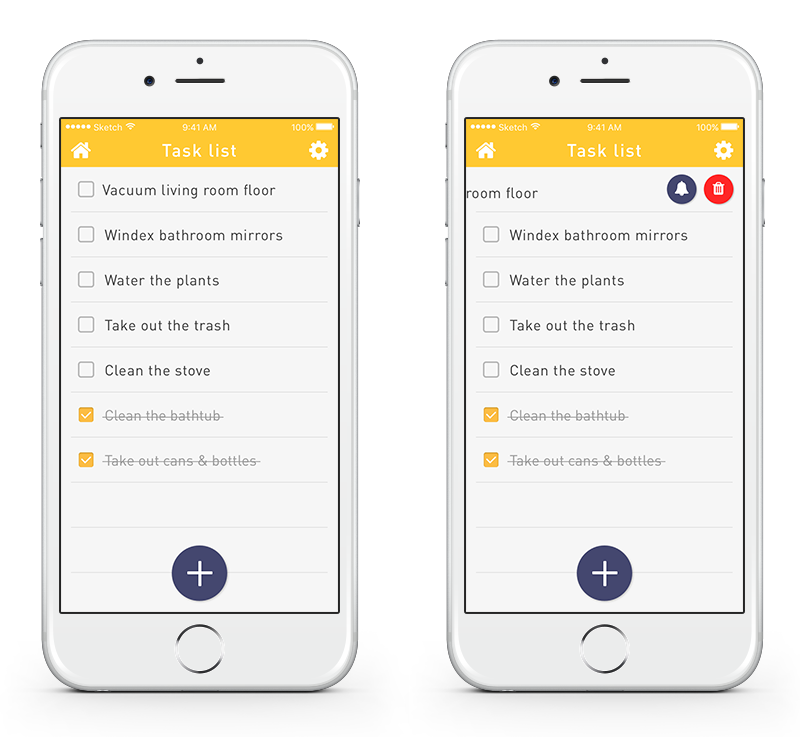 Sketch 9:41 AM 100%
Task list
Vacuum living room floor
Windex bathroom mirrors
Water the plants
Take out the trash
Clean the stove
Clean the bathtub
Take out cans & bottles
Sketch 9:41 AM 100%
Task list
room floor
Windex bathroom mirrors
Water the plants
Take out the trash
Clean the stove
Clean the bathtub
Take out cans & bottles